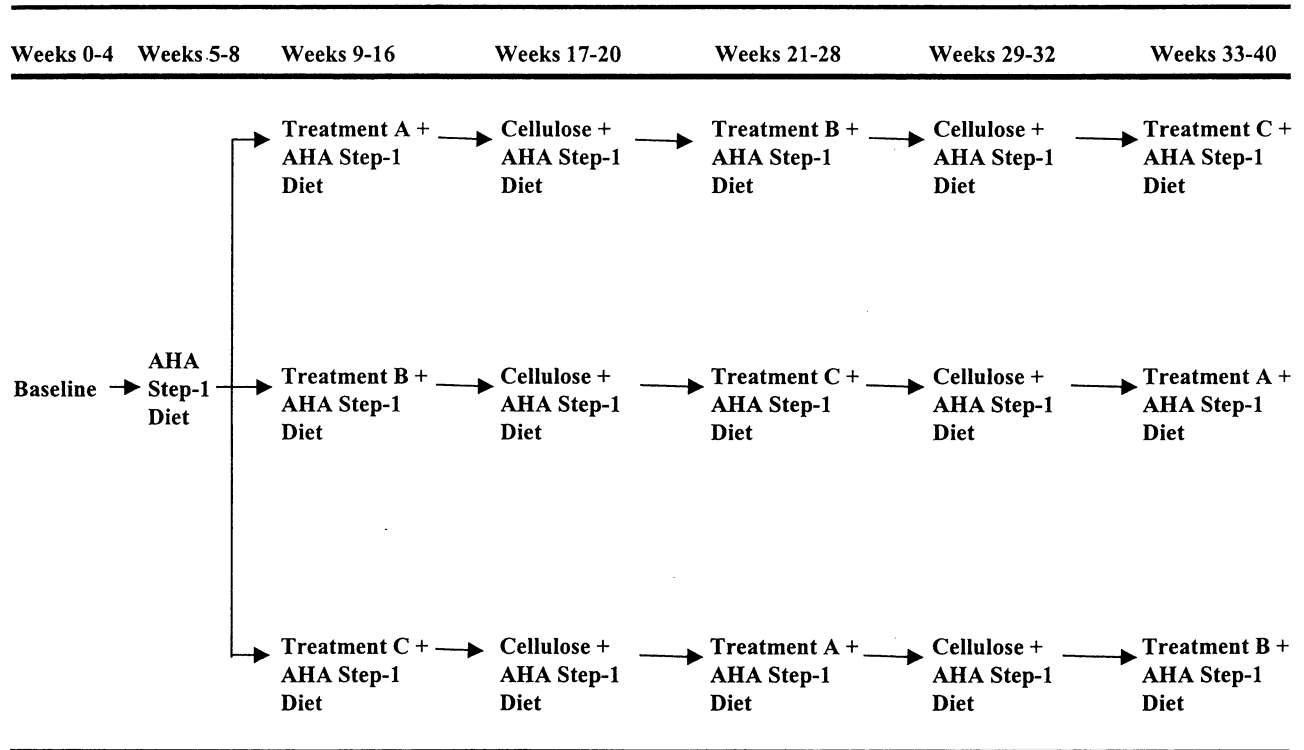 Weeks 0-4 Weeks 5-8 Weeks 9-16 Weeks 17-20 Weeks 21-28 Weeks 29-32 Weeks 33-40
Treatment A + Cellulose + Treatment B + Cellulose + Treatment C +
AHA Step-1 AHA Step-1 AHA Step-1 AHA Step-1 AHA Step-1
Diet Diet Diet Diet Diet
Baseline
AHA
Step-1
Diet
Treatment B + Cellulose + Treatment C + Cellulose + Treatment A +
AHA Step-1 AHA Step-1 AHA Step-1 AHA Step-1 AHA Step-1
Diet Diet Diet Diet Diet
Treatment C + Cellulose + Treatment A + Cellulose + Treatment B +
AHA Step-1 AHA Step-1 AHA Step-1 AHA Step-1 AHA Step-1
Diet Diet Diet Diet Diet